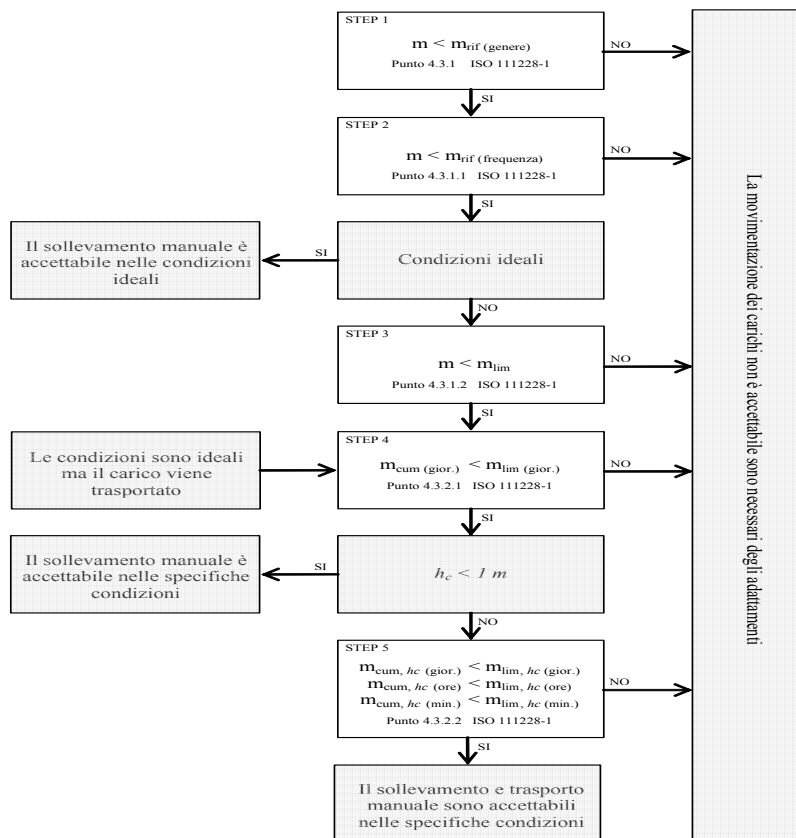 STEP 1
m < mrif (genere)
Punto 4.3.1 ISO 111228-1
NO
SI
STEP 2
m < mrif (frequenza)
Punto 4.3.1.1 ISO 111228-1
NO
SI
Il sollevamento manuale è
accettabile nelle condizioni
ideali
SI
Condizioni ideali
NO
STEP 3
m < mlim
Punto 4.3.1.2 ISO 111228-1
NO
SI
Le condizioni sono ideali
ma il carico viene
trasportato
STEP 4
mcum (gior.) < mlim (gior.)
Punto 4.3.2.1 ISO 111228-1
NO
SI
Il sollevamento manuale è
accettabile nelle specifiche
condizioni
SI
hc < 1 m
NO
STEP 5
mcum, hc (gior.) < mlim, hc (gior.)
mcum, hc (ore) < mlim, hc (ore)
mcum, hc (min.) < mlim, hc (min.)
Punto 4.3.2.2 ISO 111228-1
NO
SI
Il sollevamento e trasporto
manuale sono accettabili
nelle specifiche condizioni
La movimentazione dei carichi non è accettabile sono necessari degli adattamenti